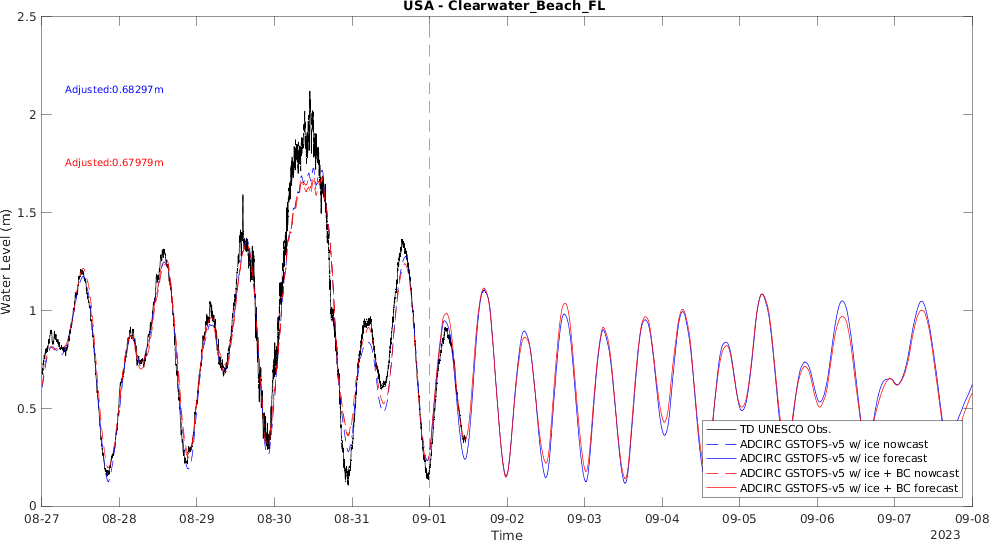 USA - Clearwater_Beach_FL
2.5
Adjusted:0.68297m
2
Adjusted:0.67979m
1.5
Water Level (m)
1
0.5
TD UNESCO Obs.
ADCIRC GSTOFS-v5 w/ ice nowcast
ADCIRC GSTOFS-v5 w/ ice forecast
ADCIRC GSTOFS-v5 w/ ice + BC nowcast
ADCIRC GSTOFS-v5 w/ ice + BC forecast
0
08-27 08-28 08-29 08-30 08-31 09-01 09-02 09-03 09-04 09-05 09-06 09-07 09-08
Time
2023